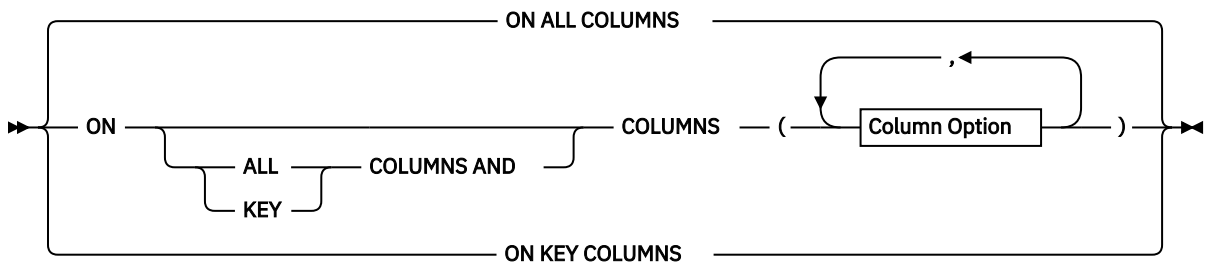 ON ALL COLUMNS
,
ON COLUMNS ( Column Option )
ALL COLUMNS AND
KEY
ON KEY COLUMNS